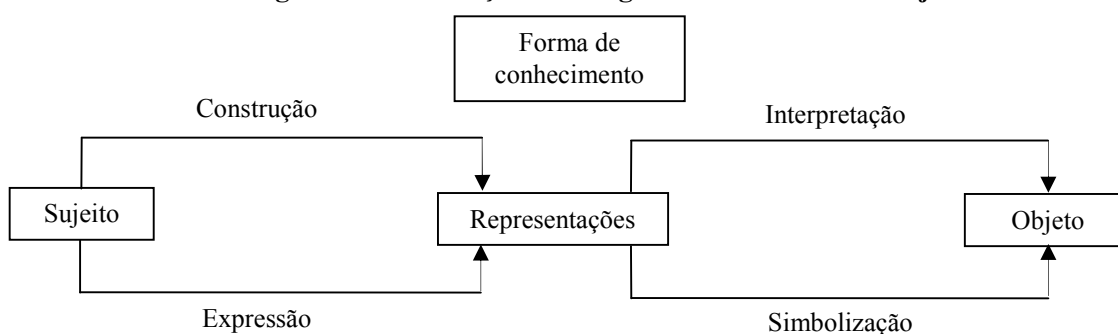 Forma de
conhecimento
Construção
Interpretação
Sujeito
Representações
Objeto
Expressão
Simbolização